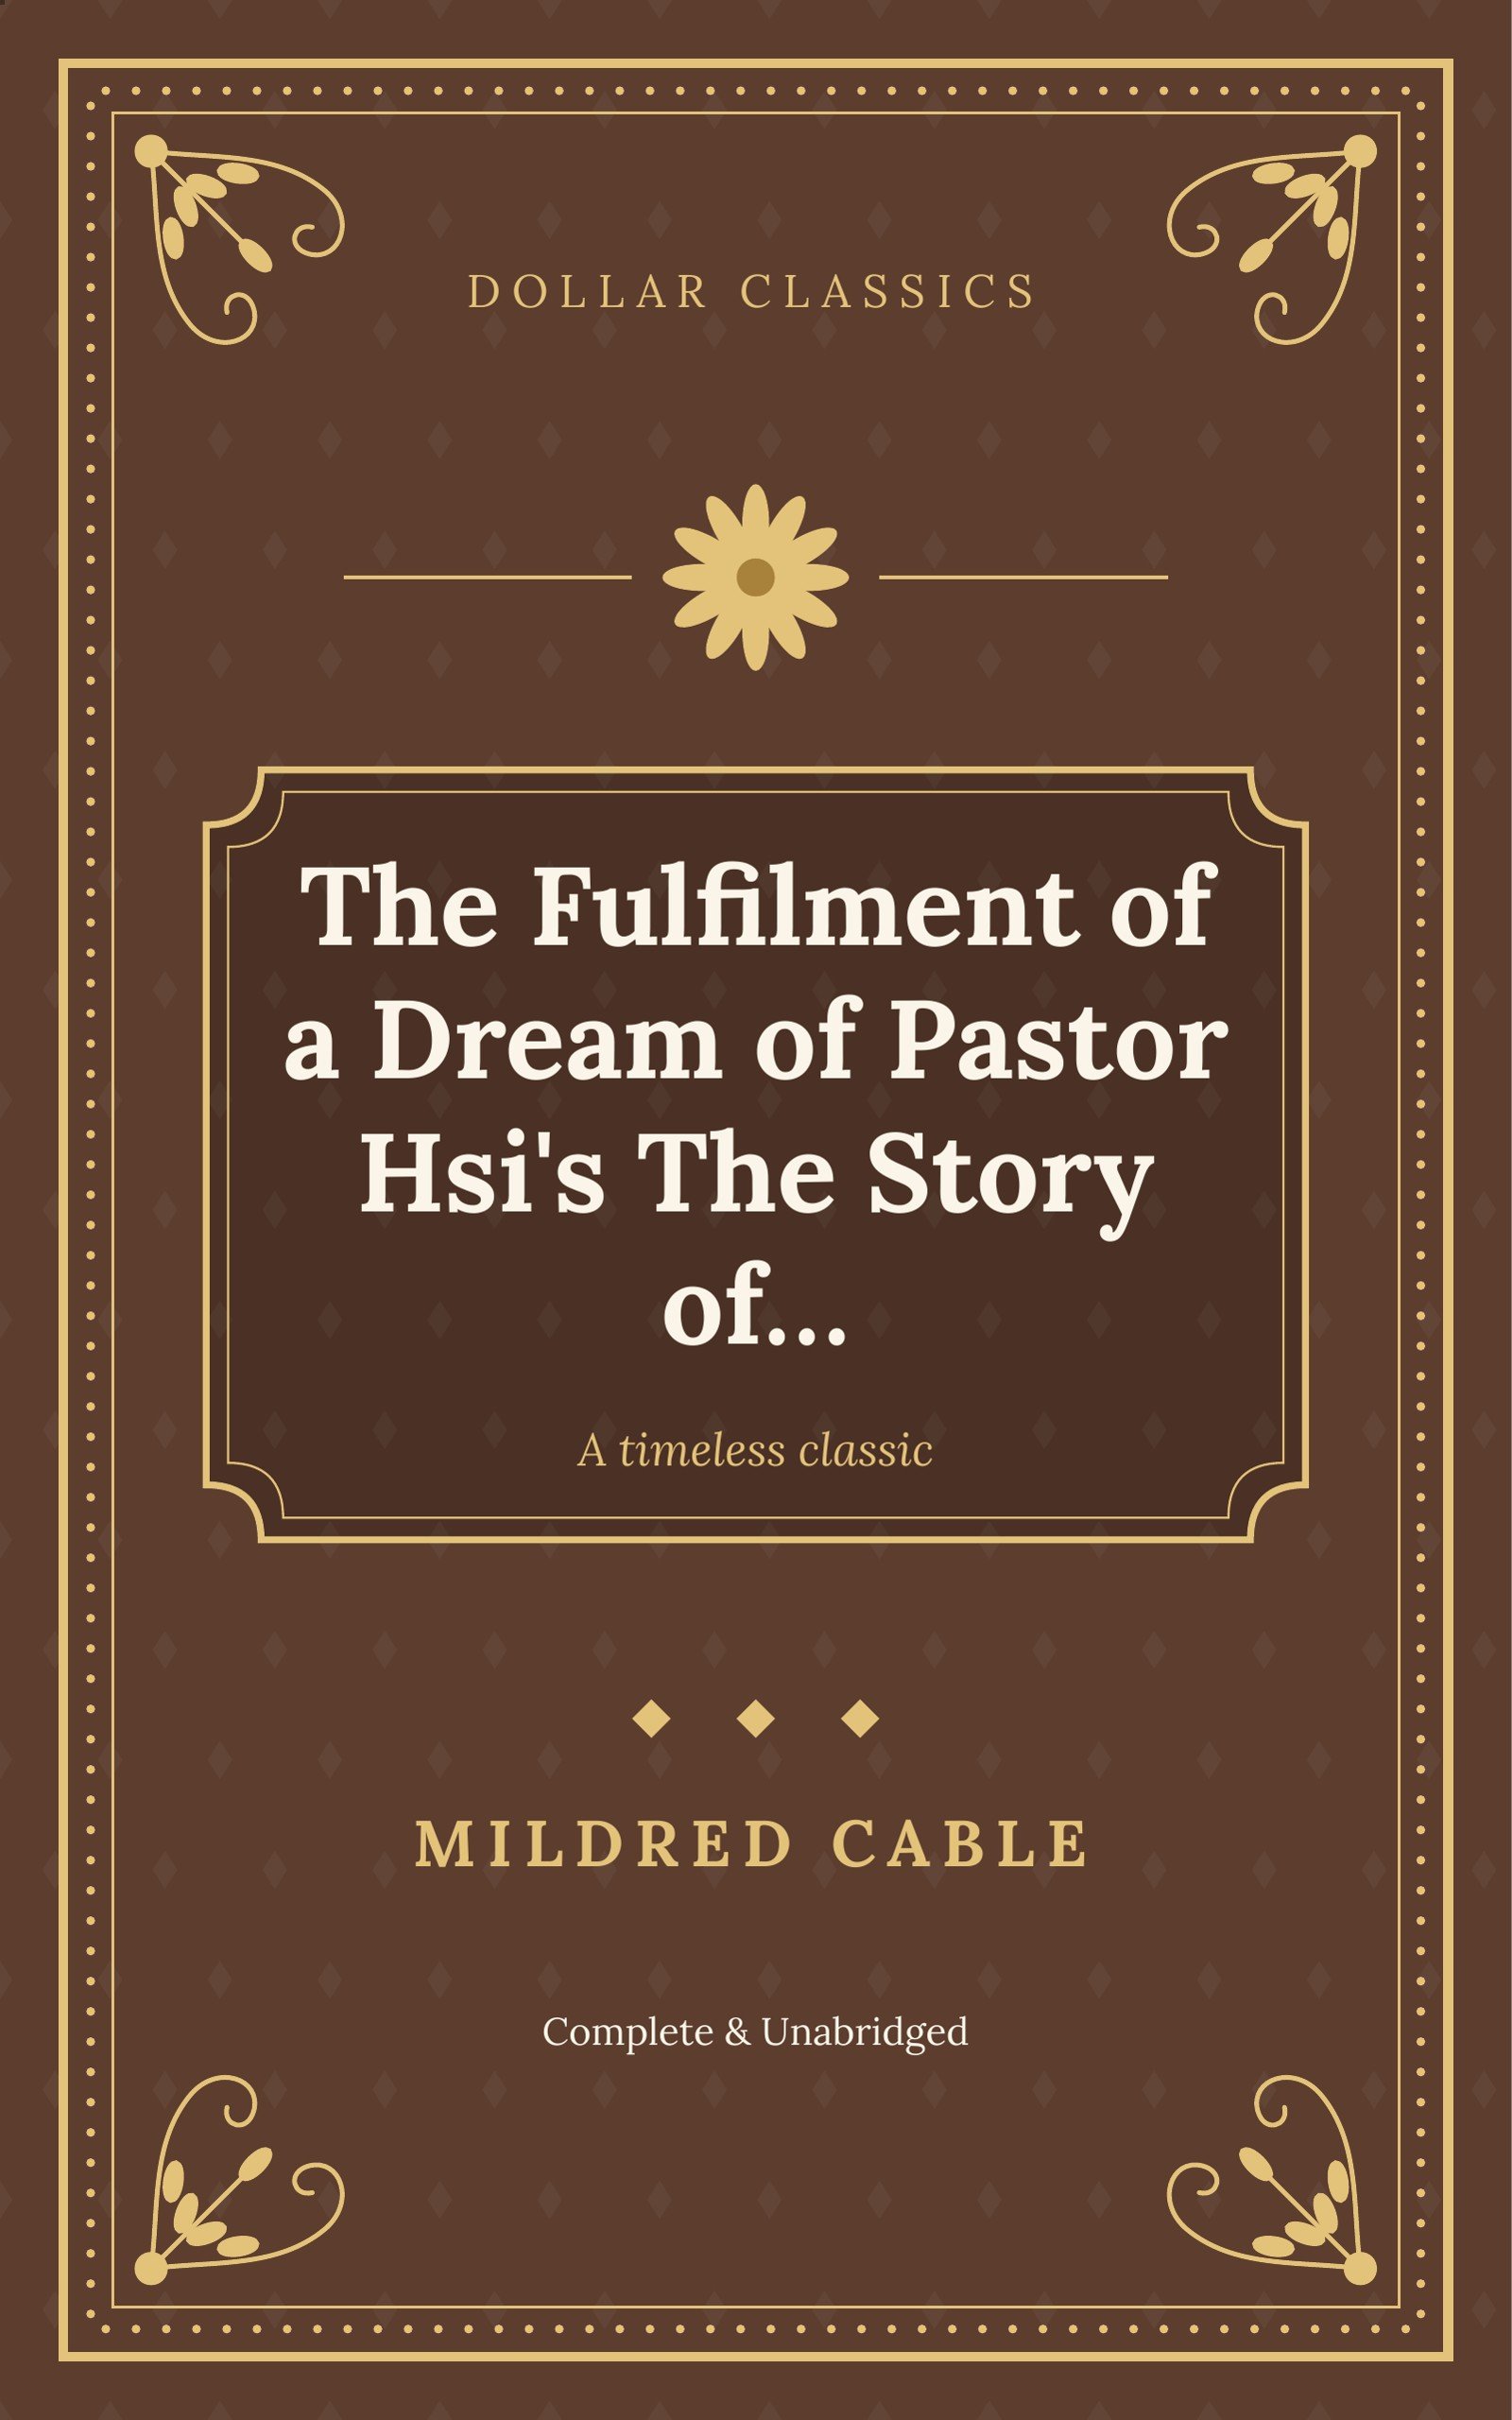 DOLLAR CLASSICS
The Fulfilment of
a Dream of Pastor
Hsi's The Story
of...
A timeless classic
MILDRED CABLE
Complete & Unabridged